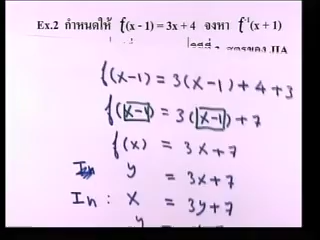 Ex.2 กำหนดให้ f(x - 1) = 3x + 4 จงหา f⁻¹(x + 1)
f(x-1) = 3(x-1)+4+3
f(x-1) = 3(x-1)+7
f(x) = 3x+7
y = 3x+7
In : x = 3y+7